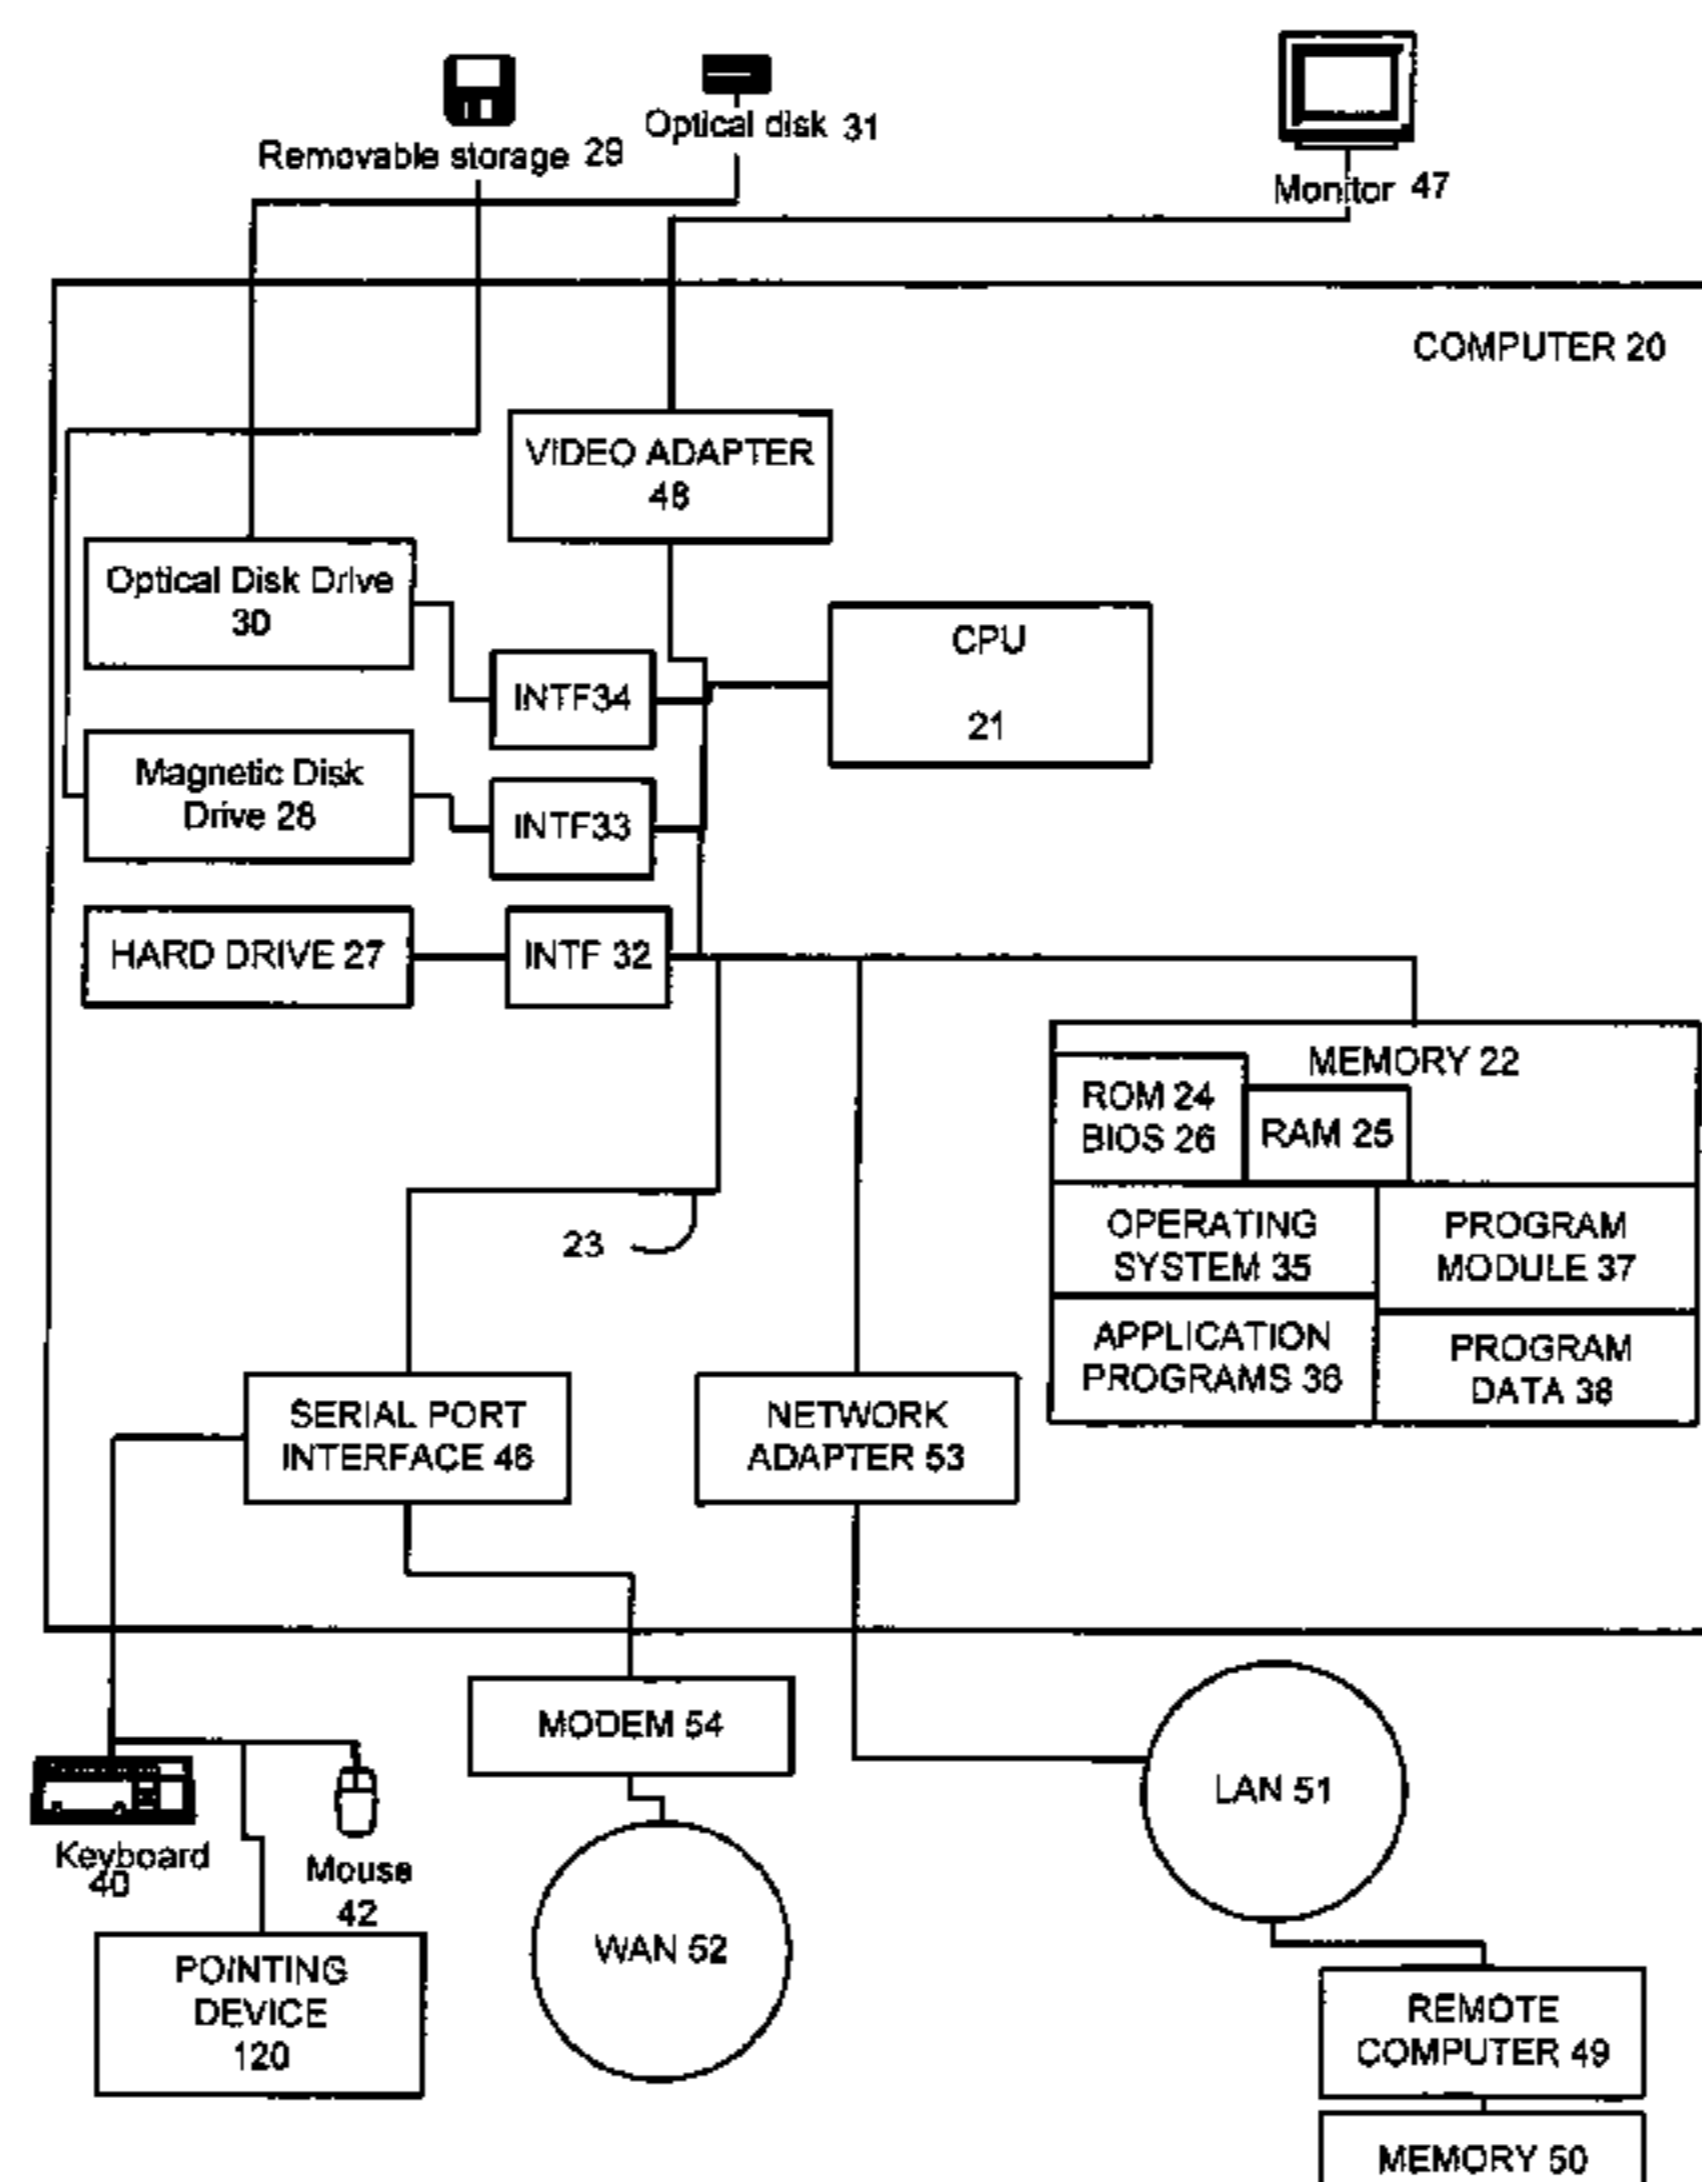 Optical disk 31
Removable storage 29
Monitor 47
COMPUTER 20
VIDEO ADAPTER
48
Optical Disk Drive
30
CPU
21
INTF34
Magnetic Disk
Drive 28
INTF33
HARD DRIVE 27
INTF 32
MEMORY 22
ROM 24
BIOS 26
RAM 25
OPERATING
SYSTEM 35
PROGRAM
MODULE 37
23
APPLICATION
PROGRAMS 36
PROGRAM
DATA 38
SERIAL PORT
INTERFACE 46
NETWORK
ADAPTER 53
MODEM 54
LAN 51
Keyboard
40
Mouse
42
WAN 52
POINTING
DEVICE
120
REMOTE
COMPUTER 49
MEMORY 50